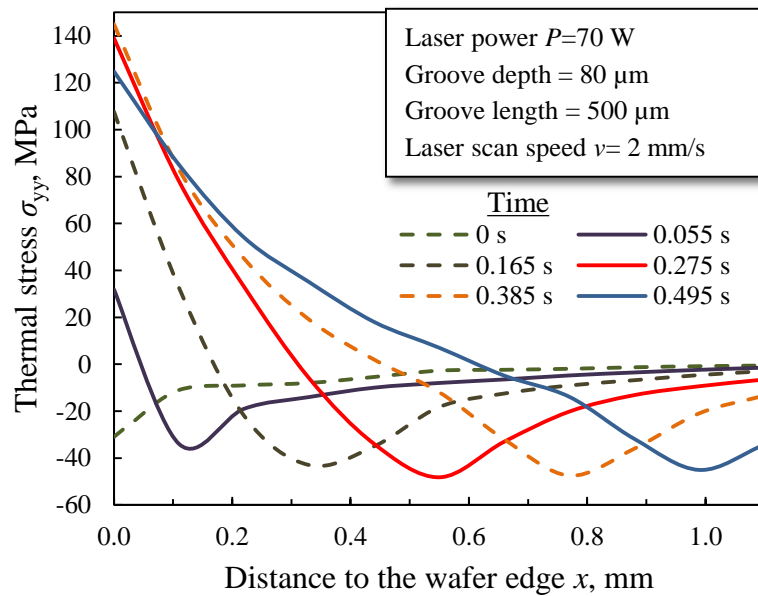 Laser power P=70 W
Groove depth = 80 µm
Groove length = 500 µm
Laser scan speed v= 2 mm/s
Time
0 s 0.055 s
0.165 s 0.275 s
0.385 s 0.495 s
Thermal stress σyy, MPa
140
120
100
80
60
40
20
0
-20
-40
-60
0.0 0.2 0.4 0.6 0.8 1.0
Distance to the wafer edge x, mm